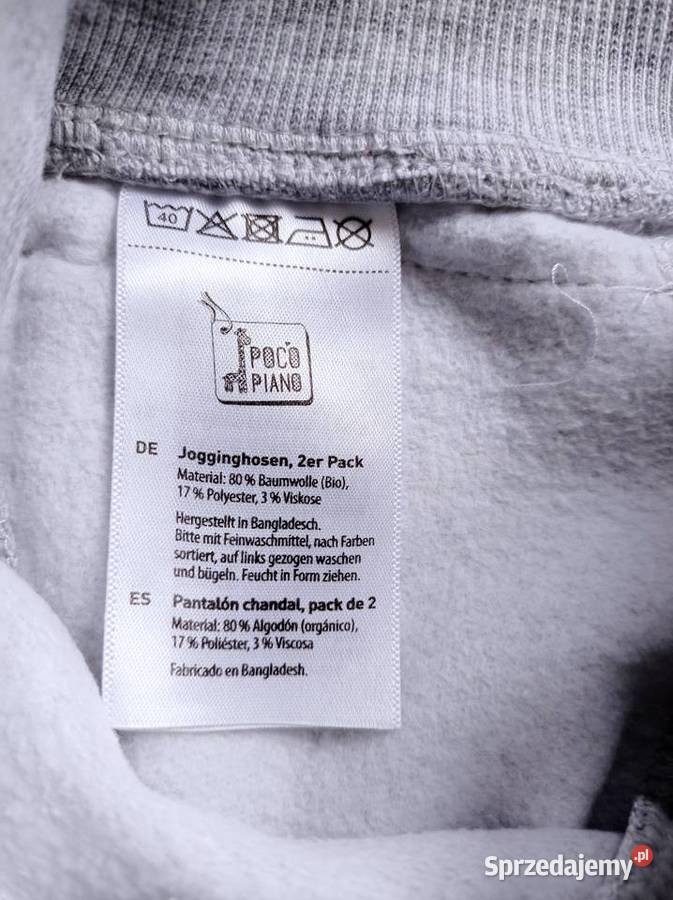 40
POCO
PIANO
DE Jogginghosen, 2er Pack
Material: 80 % Baumwolle (Bio),
17 % Polyester, 3 % Viskose
Hergestellt in Bangladesch.
Bitte mit Feinwaschmittel, nach Farben
sortiert, auf links gezogen waschen
und bügeln. Feucht in Form ziehen.
ES Pantalón chandal, pack de 2
Material: 80 % Algodón (orgánico),
17 % Poliéster, 3 % Viscosa
Fabricado en Bangladesh.
Sprzedajemy.pl